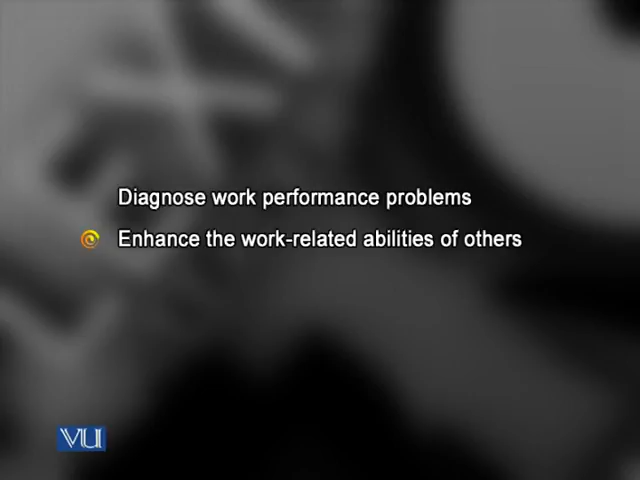 Diagnose work performance problems
Enhance the work-related abilities of others
VU